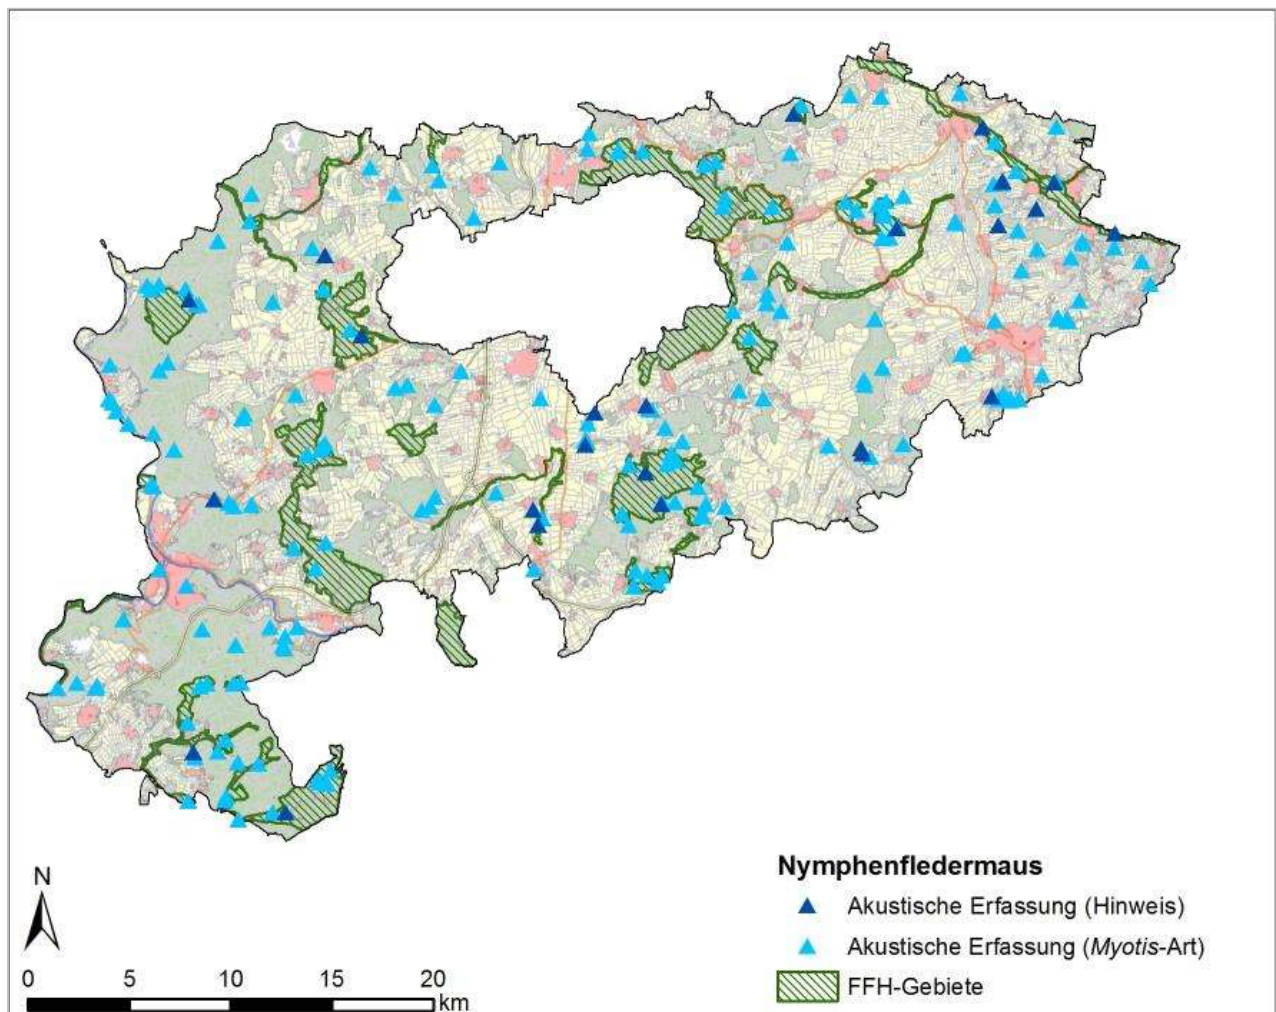 Nymphenfledermaus
Akustische Erfassung (Hinweis)
Akustische Erfassung (Myotis-Art)
FFH-Gebiete
N
0 5 10 15 20
km